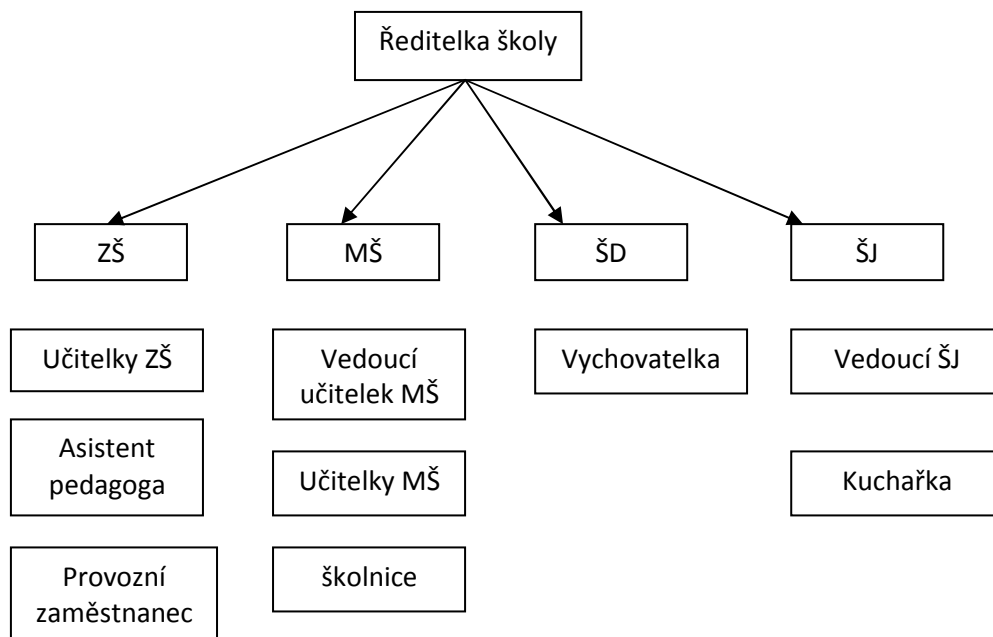 Ředitelka školy
ZŠ
MŠ
ŠD
ŠJ
Učitelky ZŠ
Vedoucí
učitelek MŠ
Vychovatelka
Vedoucí ŠJ
Asistent
pedagoga
Učitelky MŠ
Kuchařka
Provozní
zaměstnanec
školnice